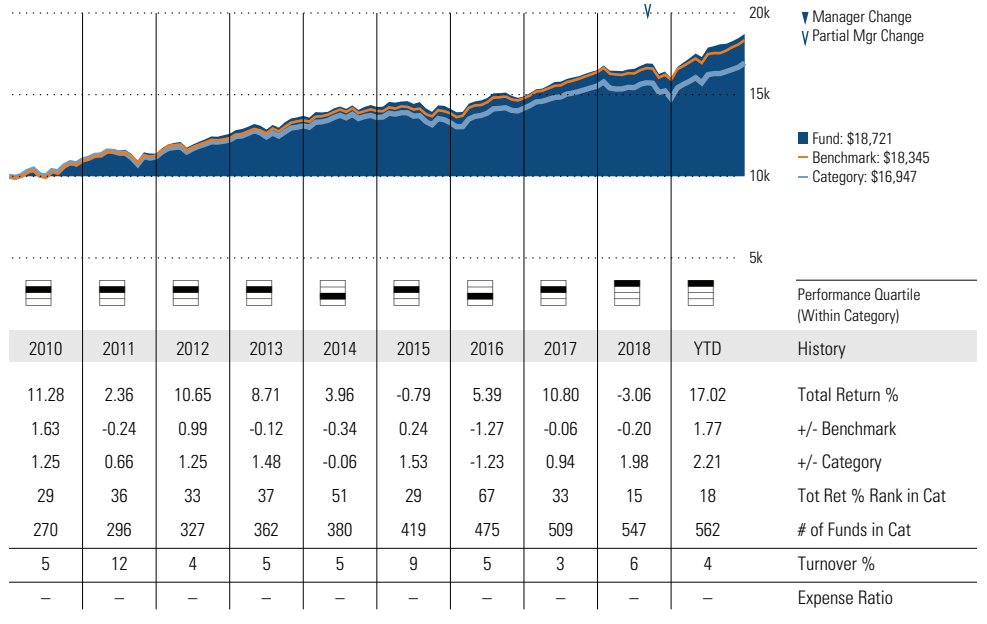 20k
15k
10k
5k
Manager Change
Partial Mgr Change
Fund: $18,721
Benchmark: $18,345
Category: $16,947
Performance Quartile
(Within Category)
2010 2011 2012 2013 2014 2015 2016 2017 2018 YTD History
11.28 2.36 10.65 8.71 3.96 -0.79 5.39 10.80 -3.06 17.02 Total Return %
1.63 -0.24 0.99 -0.12 -0.34 0.24 -1.27 -0.06 -0.20 1.77 +/- Benchmark
1.25 0.66 1.25 1.48 -0.06 1.53 -1.23 0.94 1.98 2.21 +/- Category
29 36 33 37 51 29 67 33 15 18 Tot Ret % Rank in Cat
270 296 327 362 380 419 475 509 547 562 # of Funds in Cat
5 12 4 5 5 9 5 3 6 4 Turnover %
– – – – – – – – – – Expense Ratio